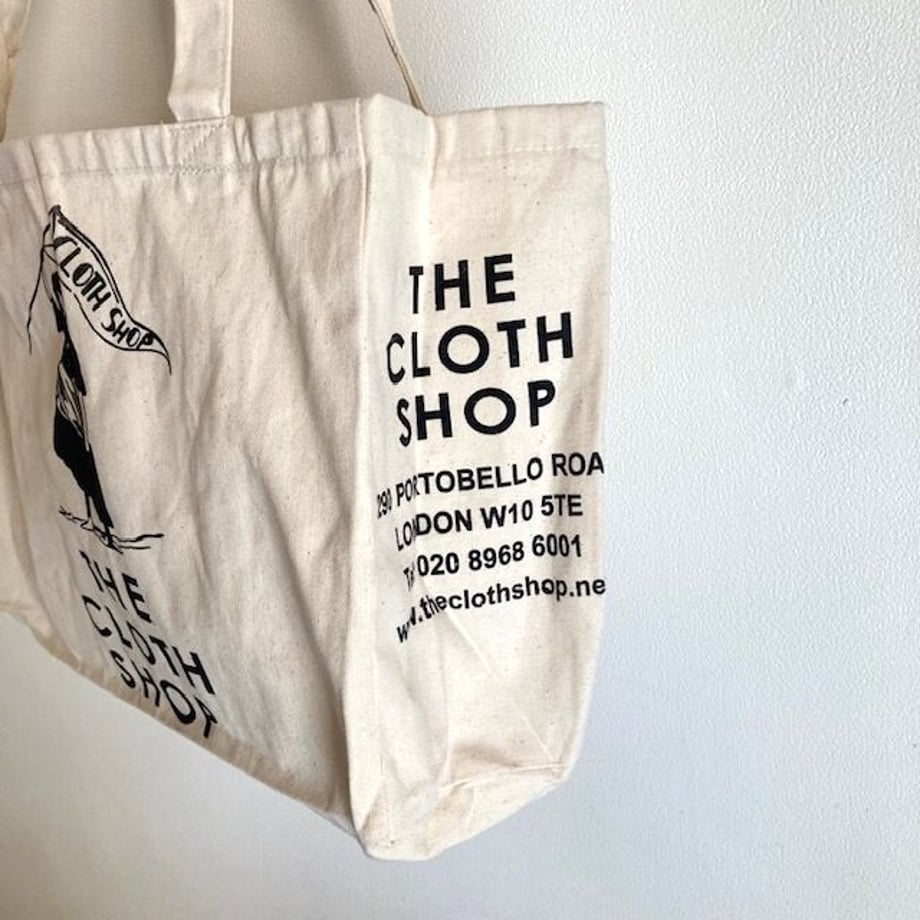 CLOTH SHOP
THE
CLOTH
SHOP
THE
CLOTH
SHOP
290 PORTOBELLO ROA
LONDON W10 5TE
020 8968 6001
www.theclothshop.ne